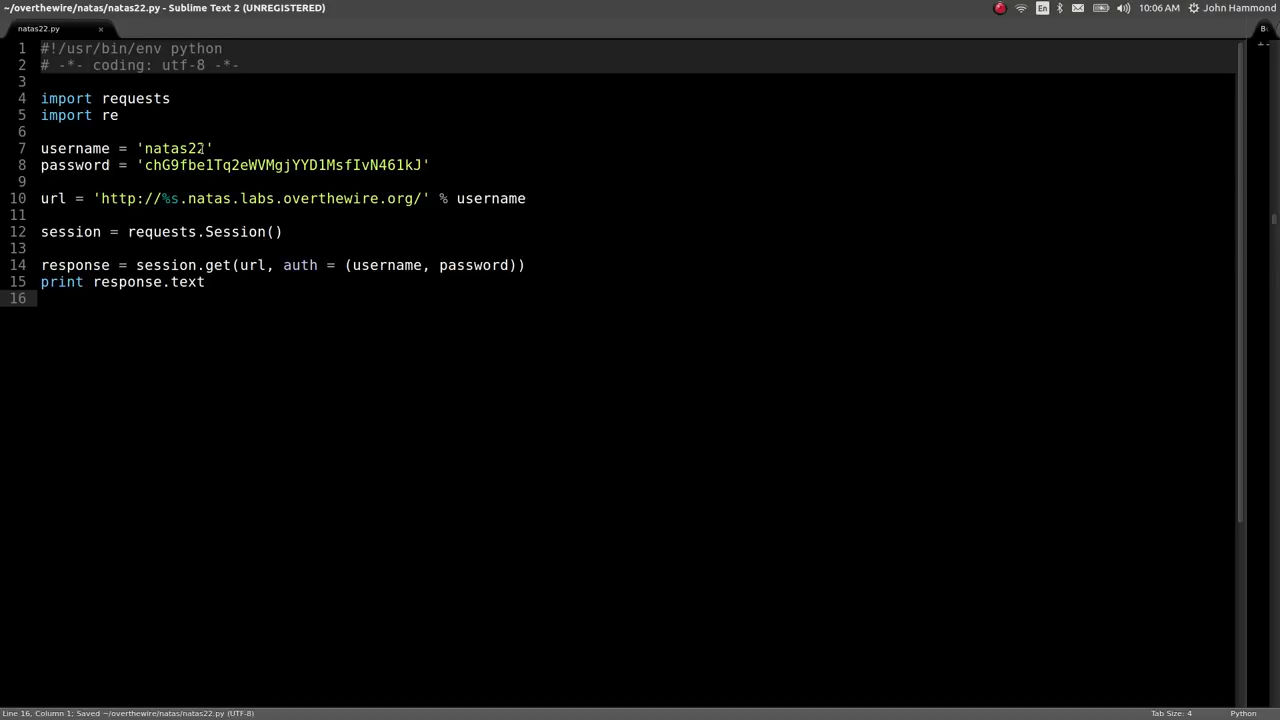 ~/overthewire/natas/natas22.py - Sublime Text 2 (UNREGISTERED)
En
10:06 AM
John Hammond
natas22.py
1 #!/usr/bin/env python
2 # -*- coding: utf-8 -*-
3
4 import requests
5 import re
6
7 username = 'natas22'
8 password = 'chG9fbe1Tq2eWVMgjYYD1MsfIvN461kJ'
9
10 url = 'http://%s.natas.labs.overthewire.org/' % username
11
12 session = requests.Session()
13
14 response = session.get(url, auth = (username, password))
15 print response.text
16
Line 16, Column 1; Saved ~/overthewire/natas/natas22.py (UTF-8)
Tab Size: 4
Python